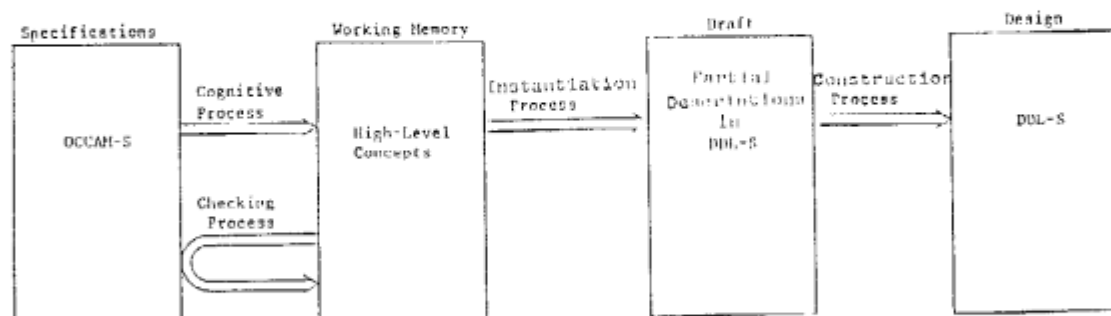 Specifications
OCCAM-S
Cognitive
Process
Checking
Process
Working Memory
High-Level
Concepts
Instantiation
Process
Draft
Partial
Descriptions
in
DDL-S
Construction
Process
Design
DDL-S